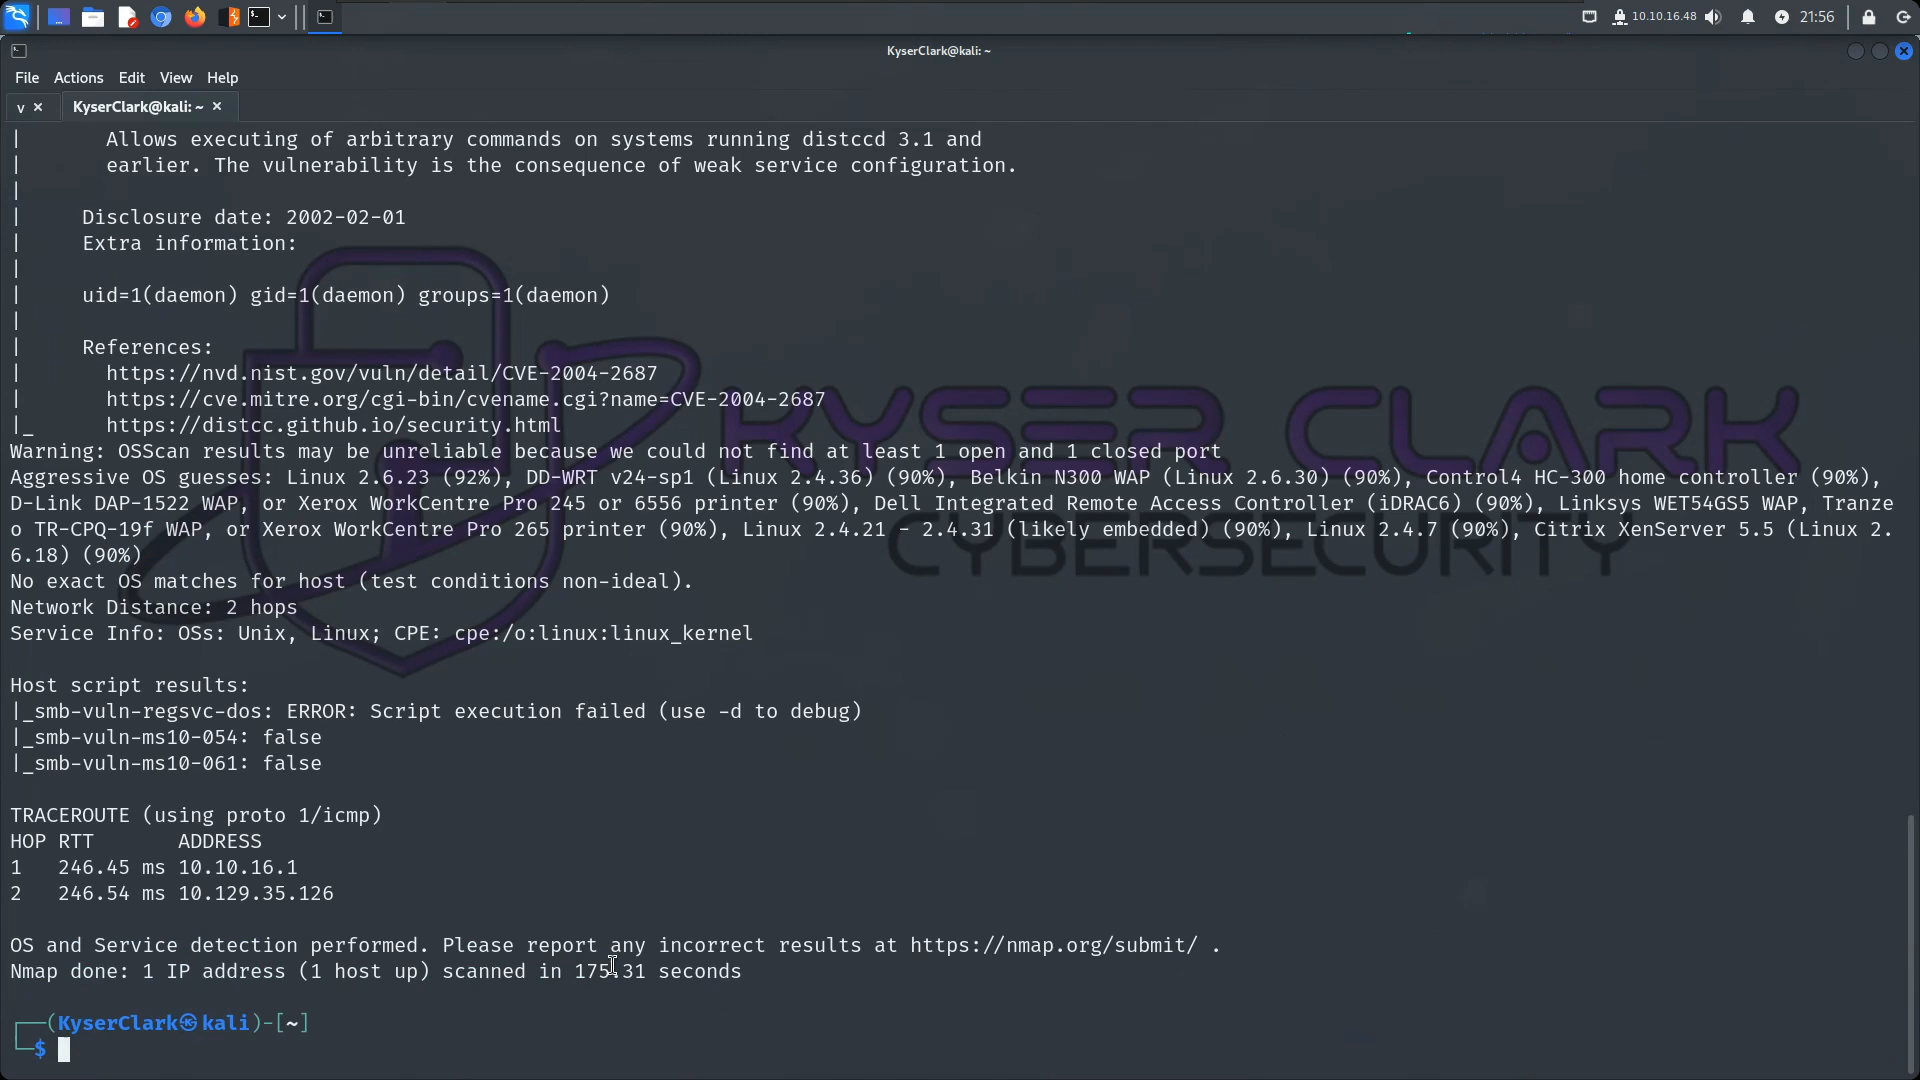 10.10.16.48
21:56
KyserClark@kali: ~
File Actions Edit View Help
v
KyserClark@kali: ~
|       Allows executing of arbitrary commands on systems running distccd 3.1 and
|       earlier. The vulnerability is the consequence of weak service configuration.
|
|     Disclosure date: 2002-02-01
|     Extra information:
|
|     uid=1(daemon) gid=1(daemon) groups=1(daemon)
|
|     References:
|       https://nvd.nist.gov/vuln/detail/CVE-2004-2687
|       https://cve.mitre.org/cgi-bin/cvename.cgi?name=CVE-2004-2687
|_      https://distcc.github.io/security.html
Warning: OSScan results may be unreliable because we could not find at least 1 open and 1 closed port
Aggressive OS guesses: Linux 2.6.23 (92%), DD-WRT v24-sp1 (Linux 2.4.36) (90%), Belkin N300 WAP (Linux 2.6.30) (90%), Control4 HC-300 home controller (90%),
D-Link DAP-1522 WAP, or Xerox WorkCentre Pro 245 or 6556 printer (90%), Dell Integrated Remote Access Controller (iDRAC6) (90%), Linksys WET54GS5 WAP, Tranze
o TR-CPQ-19f WAP, or Xerox WorkCentre Pro 265 printer (90%), Linux 2.4.21 - 2.4.31 (likely embedded) (90%), Linux 2.4.7 (90%), Citrix XenServer 5.5 (Linux 2.
6.18) (90%)
No exact OS matches for host (test conditions non-ideal).
Network Distance: 2 hops
Service Info: OSs: Unix, Linux; CPE: cpe:/o:linux:linux_kernel
Host script results:
|_smb-vuln-regsvc-dos: ERROR: Script execution failed (use -d to debug)
|_smb-vuln-ms10-054: false
|_smb-vuln-ms10-061: false
TRACEROUTE (using proto 1/icmp)
HOP RTT       ADDRESS
1   246.45 ms 10.10.16.1
2   246.54 ms 10.129.35.126
OS and Service detection performed. Please report any incorrect results at https://nmap.org/submit/ .
Nmap done: 1 IP address (1 host up) scanned in 175.31 seconds
┌──(KyserClark㉿kali)-[~]
└─$
KYSER CLARK
CYBERSECURITY